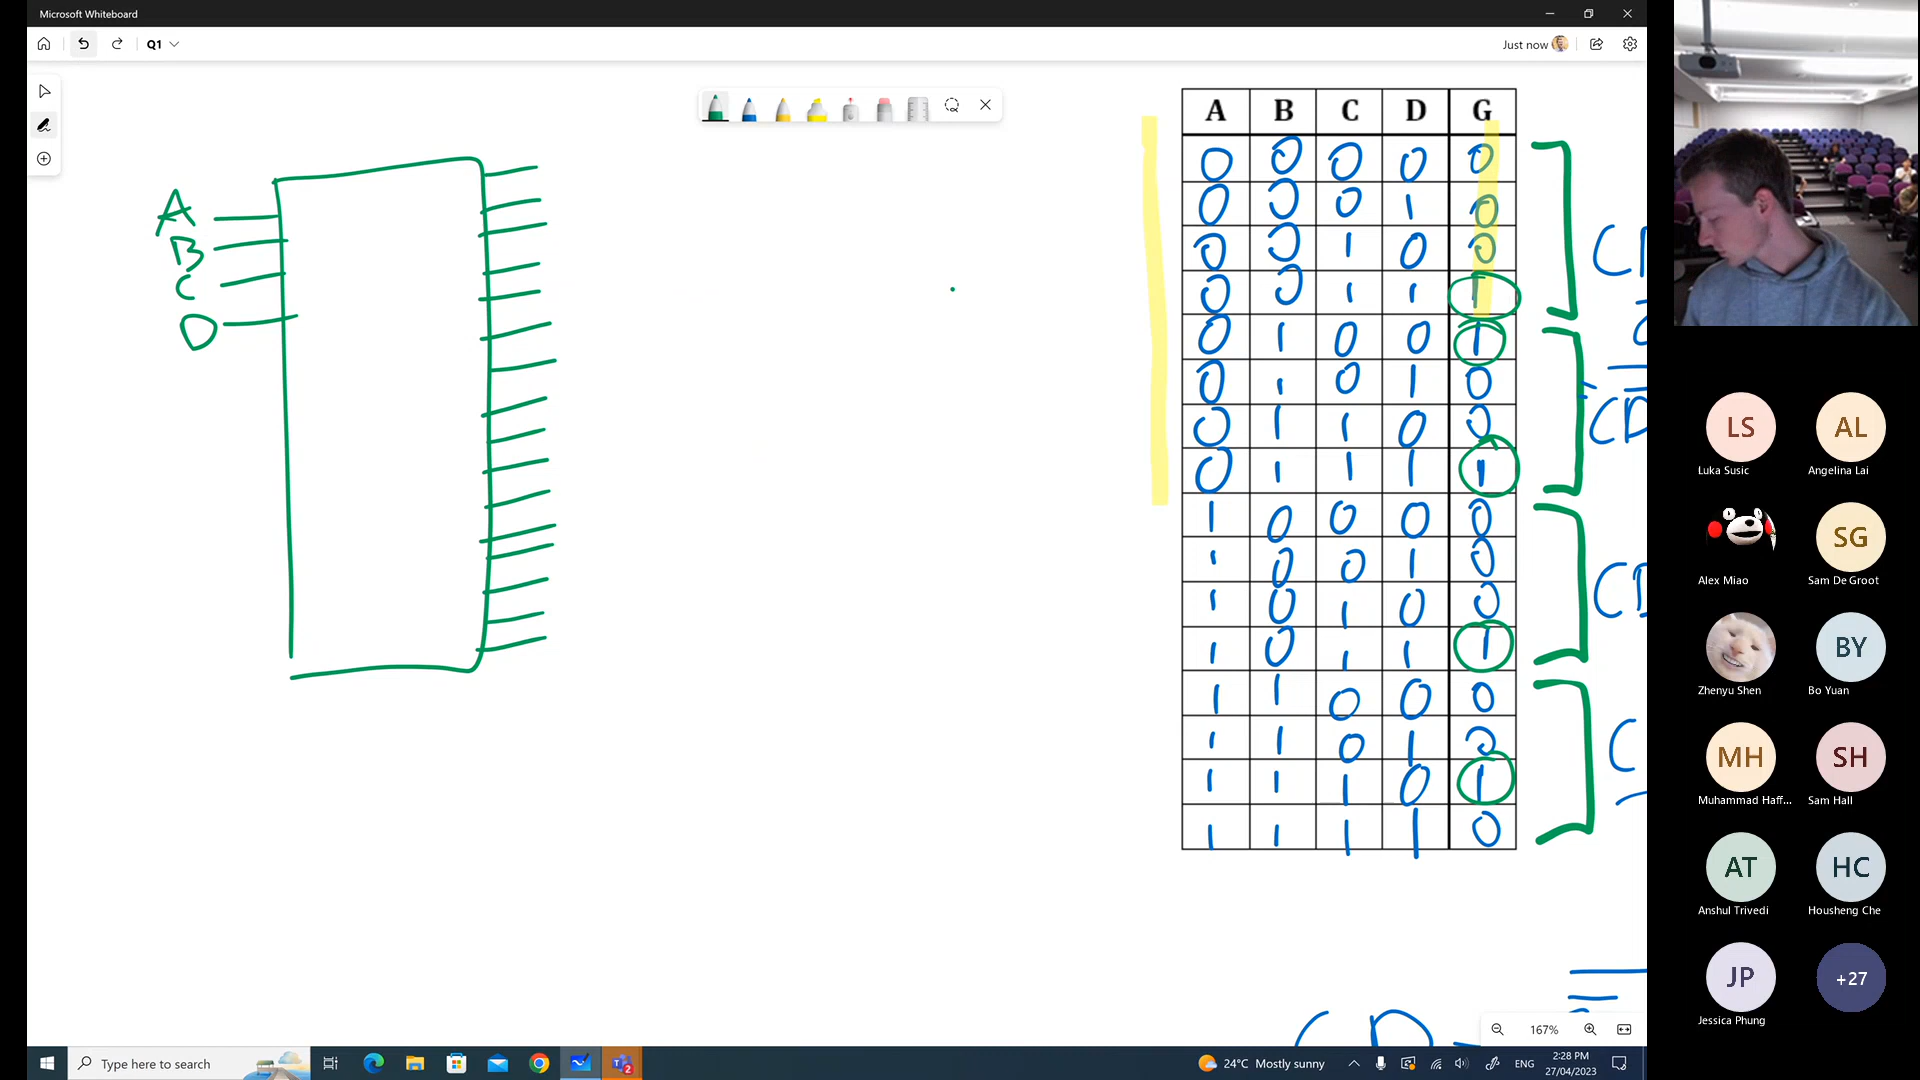 Microsoft Whiteboard
Q1
Just now
A
B
C
D
A B C D G
0 0 0 0 0
0 0 0 1 0
0 0 1 0 0
0 0 1 1 1
0 1 0 0 1
0 1 0 1 0
0 1 1 0 0
0 1 1 1 1
1 0 0 0 0
1 0 0 1 0
1 0 1 0 0
1 0 1 1 1
1 1 0 0 0
1 1 0 1 0
1 1 1 0 1
1 1 1 1 0
C
CD
C
C
CD
167%
LS
Luka Susic
AL
Angelina Lai
Alex Miao
SG
Sam De Groot
Zhenyu Shen
BY
Bo Yuan
MH
Muhammad Haff...
SH
Sam Hall
AT
Anshul Trivedi
HC
Housheng Che
JP
Jessica Phung
+27
Type here to search
2
24°C Mostly sunny
ENG
2:28 PM
27/04/2023